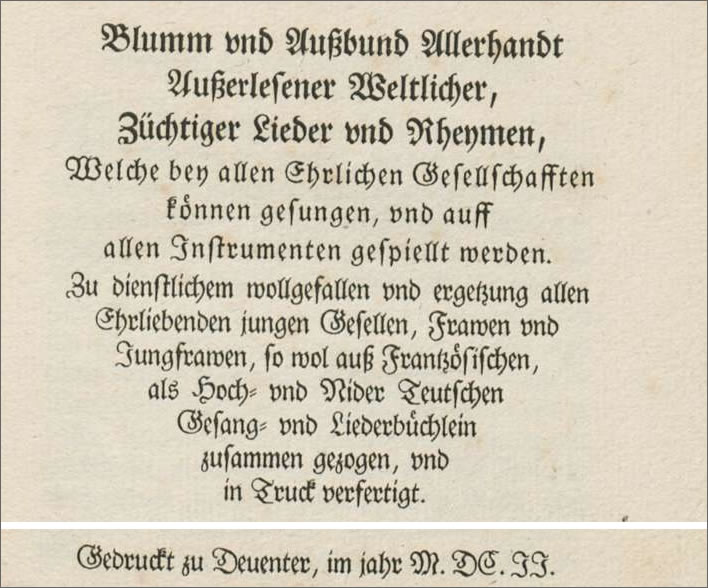 Blumm vnd Außbund Allerhandt
Außerlesener Weltlicher,
Züchtiger Lieder vnd Rheymen,
Welche bey allen Ehrlichen Gesellschafften
können gesungen, vnd auff
allen Instrumenten gespiellt werden.
Zu dienstlichem wollgefallen vnd ergetzung allen
Ehrliebenden jungen Gesellen, Frawen vnd
Jungfrawen, so wol auß Frantzösischen,
als Hoch⸗ vnd Nider Teutschen
Gesang⸗ vnd Liederbüchlein
zusammen gezogen, vnd
in Truck verfertigt.
Gedruckt zu Deuenter, im jahr M. DC. II.